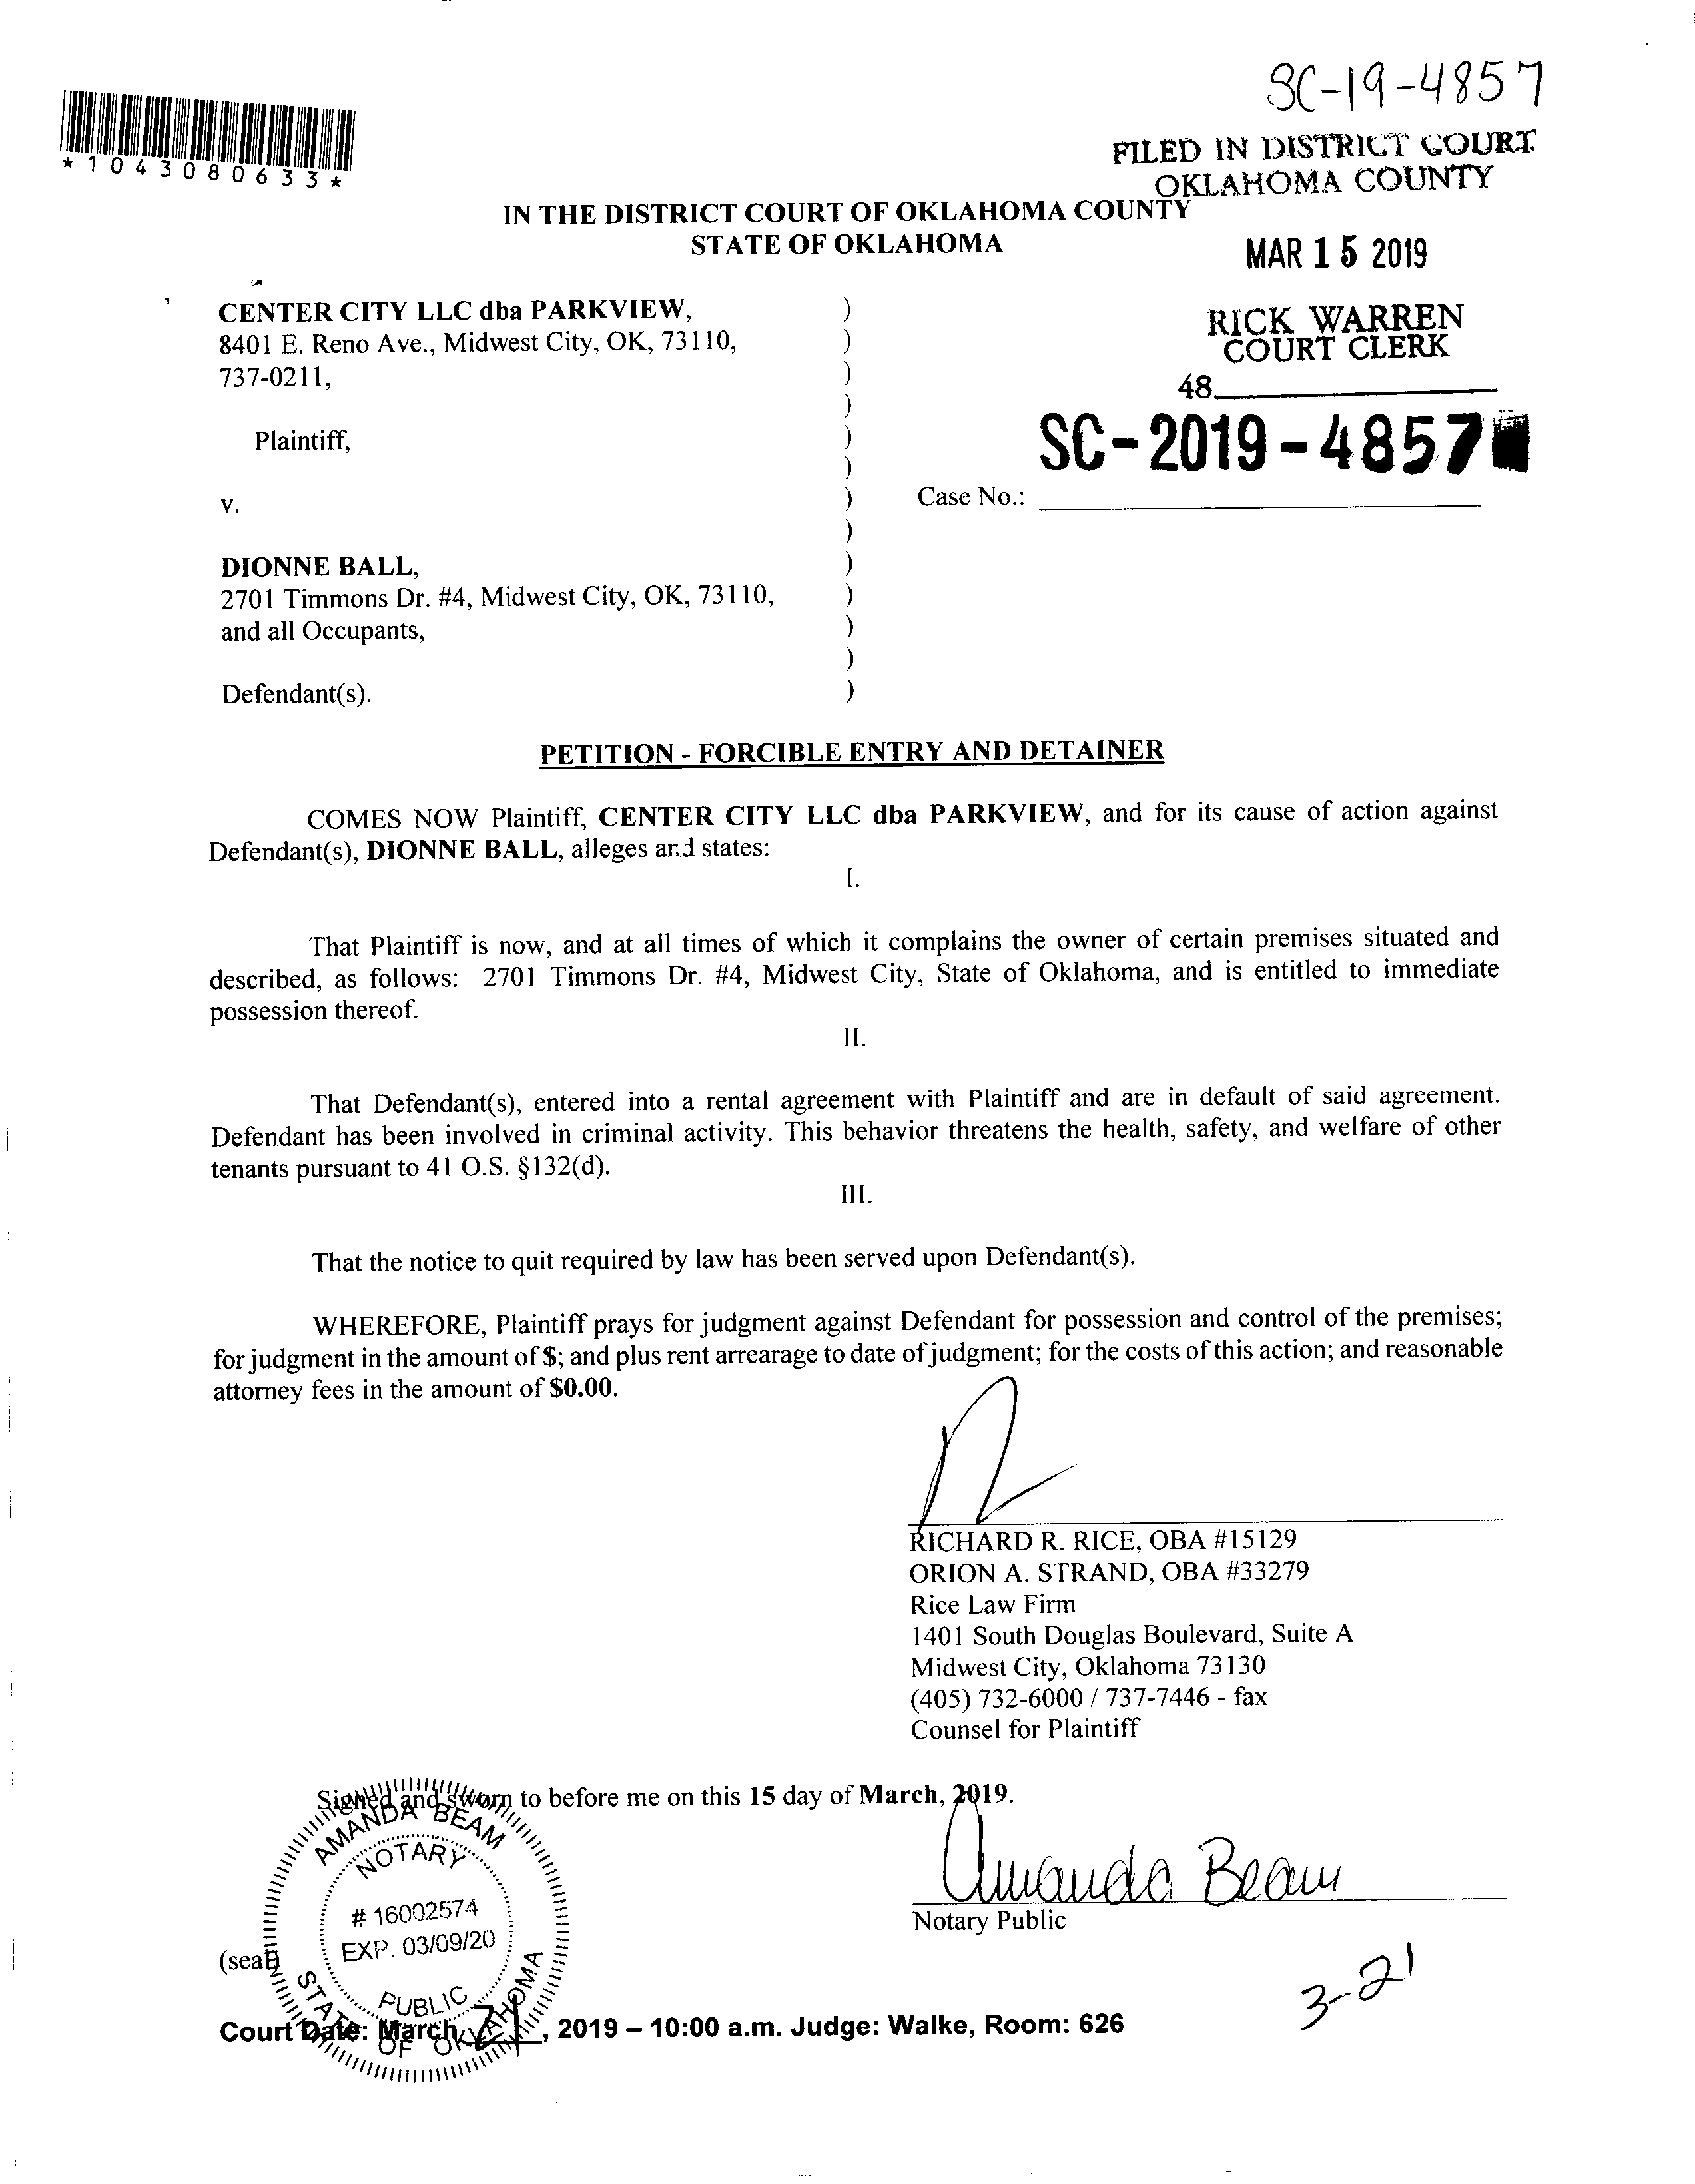 SC-19-4857
*1043080633*
FILED IN DISTRICT COURT
OKLAHOMA COUNTY
IN THE DISTRICT COURT OF OKLAHOMA COUNTY
STATE OF OKLAHOMA
MAR 15 2019
CENTER CITY LLC dba PARKVIEW, )
8401 E. Reno Ave., Midwest City, OK, 73110, )
737-0211, )
RICK WARREN
COURT CLERK
48
)
Plaintiff, )
SC-2019-4857
)
v. ) Case No.:
)
DIONNE BALL, )
2701 Timmons Dr. #4, Midwest City, OK, 73110, )
and all Occupants, )
)
Defendant(s). )
PETITION - FORCIBLE ENTRY AND DETAINER
COMES NOW Plaintiff, CENTER CITY LLC dba PARKVIEW, and for its cause of action against
Defendant(s), DIONNE BALL, alleges and states:
I.
That Plaintiff is now, and at all times of which it complains the owner of certain premises situated and
described, as follows: 2701 Timmons Dr. #4, Midwest City, State of Oklahoma, and is entitled to immediate
possession thereof.
II.
That Defendant(s), entered into a rental agreement with Plaintiff and are in default of said agreement.
Defendant has been involved in criminal activity. This behavior threatens the health, safety, and welfare of other
tenants pursuant to 41 O.S. §132(d).
III.
That the notice to quit required by law has been served upon Defendant(s).
WHEREFORE, Plaintiff prays for judgment against Defendant for possession and control of the premises;
for judgment in the amount of $; and plus rent arrearage to date of judgment; for the costs of this action; and reasonable
attorney fees in the amount of $0.00.
RICHARD R. RICE, OBA #15129
ORION A. STRAND, OBA #33279
Rice Law Firm
1401 South Douglas Boulevard, Suite A
Midwest City, Oklahoma 73130
(405) 732-6000 / 737-7446 - fax
Counsel for Plaintiff
Signed and sworn to before me on this 15 day of March, 2019.
AMANDA BEAM
NOTARY
# 16002574
EXP. 03/09/20
PUBLIC
STATE OF OKLAHOMA
Amanda Beam
Notary Public
(seal)
3-21
Court Date: March 21, 2019 – 10:00 a.m. Judge: Walke, Room: 626